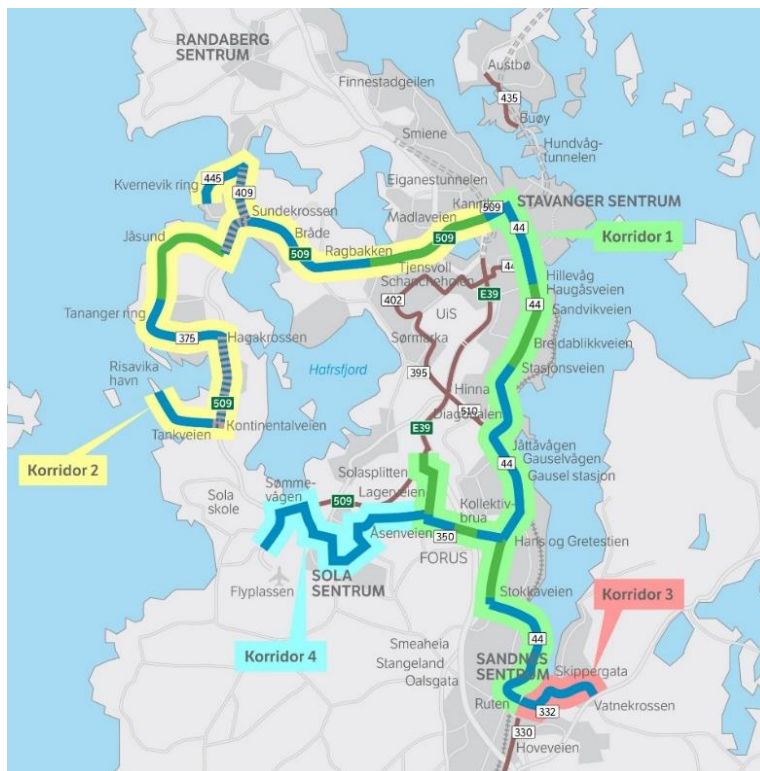 RANDABERG
SENTRUM
Austbø
435
Buøy
Finnestadgeilen
Smiene
Hundvåg-
tunnelen
Eiganestunnelen
445
Kvernevik ring
409
Sundekrossen
Madlaveien
509
STAVANGER SENTRUM
44
Korridor 1
Jåsund
Bråde
509
Ragbakken
509
Tjensvoll
Schancheholen
44
E39
Hillevåg
Haugåsveien
402
UiS
44
Sandvikveien
Tananger ring
375
Hagakrossen
Sørmarka
Breidablikkveien
Stasjonsveien
Risavika
havn
Hafrsfjord
395
Hinna
510
Diagonalen
509
Kontinentalveien
Tankveien
E39
Jåttåvågen
Korridor 2
44
Gauselvågen
Gausel stasjon
Solasplitten
Sømme-
vågen
Lagerveien
509
Sola
skole
Kollektiv-
brua
Åsenveien
350
Hans og Gretestien
FORUS
SOLA
SENTRUM
Flyplassen
Stokkaveien
Korridor 3
Korridor 4
Smeaheia
Stangeland
Oalsgata
44
SANDNES
SENTRUM
Skippergata
Ruten
332
Vatnekrossen
330
Hoveveien